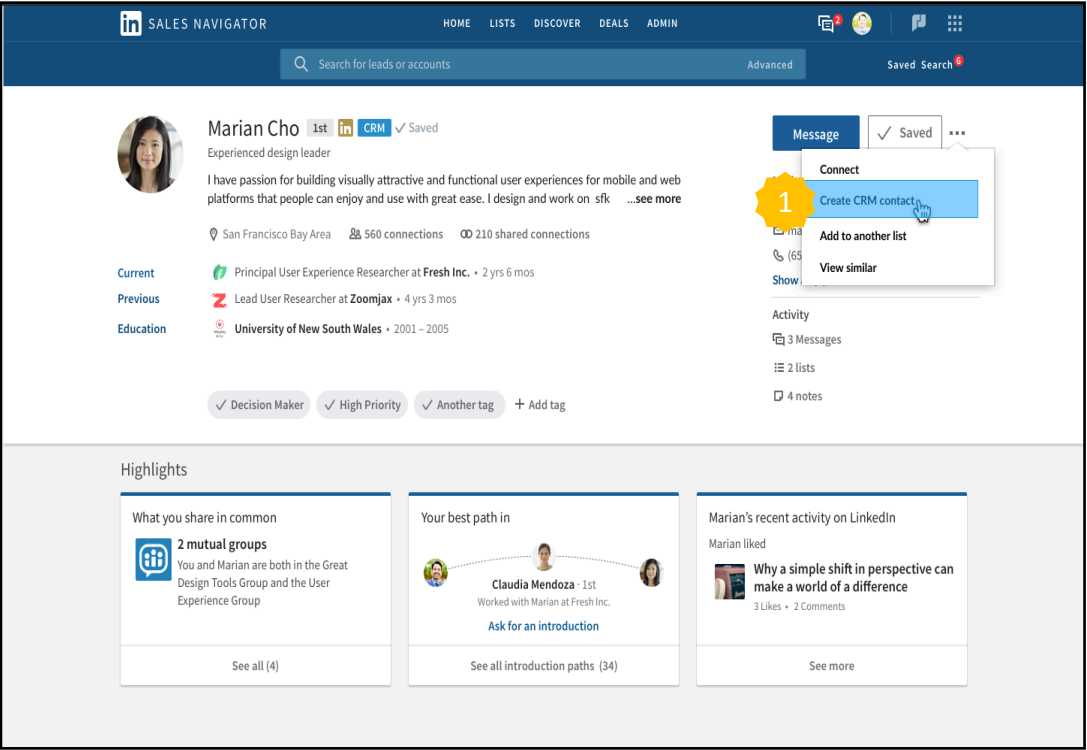 in SALES NAVIGATOR
HOME LISTS DISCOVER DEALS ADMIN
2
Search for leads or accounts
Advanced
Saved Search 6
Marian Cho 1st in CRM ✓ Saved
Experienced design leader
I have passion for building visually attractive and functional user experiences for mobile and web
platforms that people can enjoy and use with great ease. I design and work on sfk ...see more
San Francisco Bay Area 560 connections 210 shared connections
Current Principal User Experience Researcher at Fresh Inc. • 2 yrs 6 mos
Previous Lead User Researcher at Zoomjax • 4 yrs 3 mos
Education University of New South Wales • 2001 – 2005
✓ Decision Maker ✓ High Priority ✓ Another tag + Add tag
Message ✓ Saved ...
Connect
1 Create CRM contact
Add to another list
View similar
ma
(65
Show
Activity
3 Messages
2 lists
4 notes
Highlights
What you share in common
2 mutual groups
You and Marian are both in the Great
Design Tools Group and the User
Experience Group
See all (4)
Your best path in
Claudia Mendoza · 1st
Worked with Marian at Fresh Inc.
Ask for an introduction
See all introduction paths (34)
Marian's recent activity on LinkedIn
Marian liked
Why a simple shift in perspective can
make a world of difference
3 Likes • 2 Comments
See more